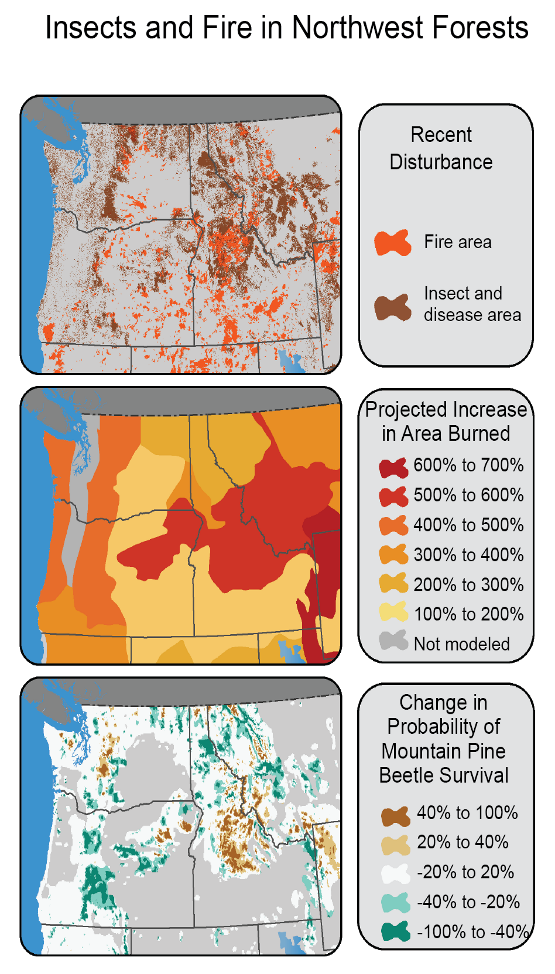 Insects and Fire in Northwest Forests
Recent
Disturbance
Fire area
Insect and
disease area
Projected Increase
in Area Burned
600% to 700%
500% to 600%
400% to 500%
300% to 400%
200% to 300%
100% to 200%
Not modeled
Change in
Probability of
Mountain Pine
Beetle Survival
40% to 100%
20% to 40%
-20% to 20%
-40% to -20%
-100% to -40%